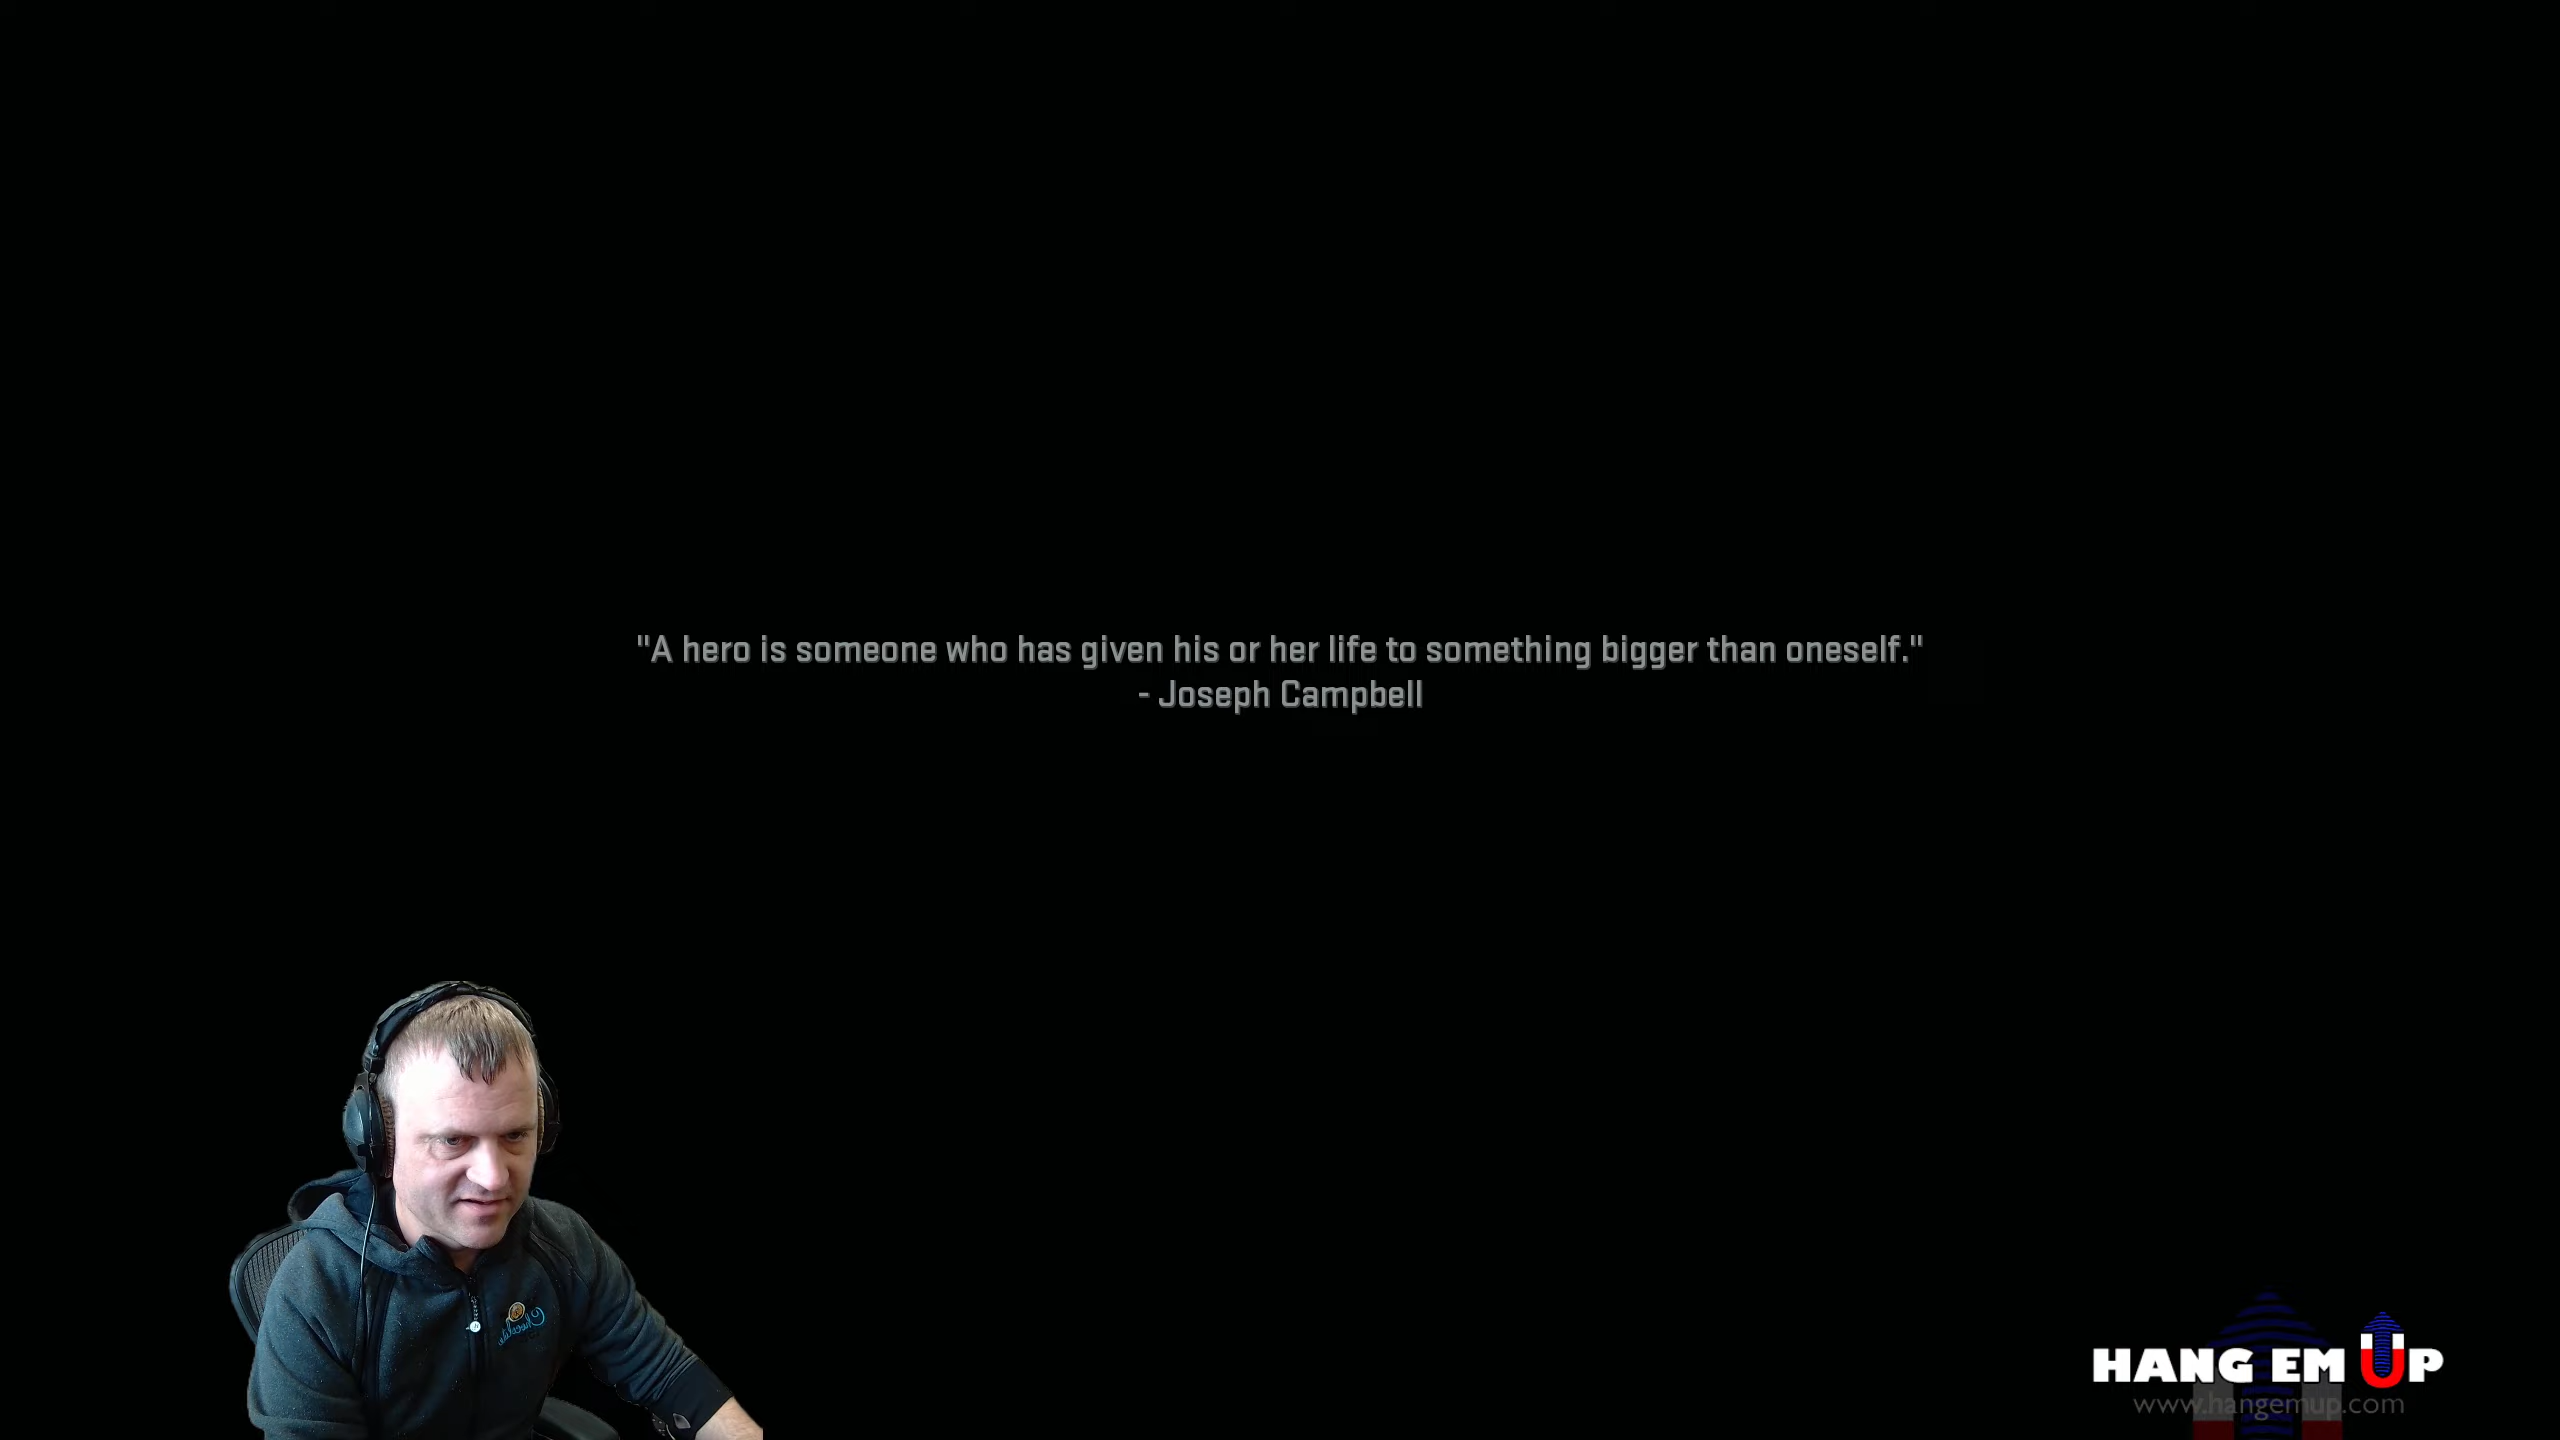 "A hero is someone who has given his or her life to something bigger than oneself."
- Joseph Campbell
HANG EM UP
www.hangemup.com